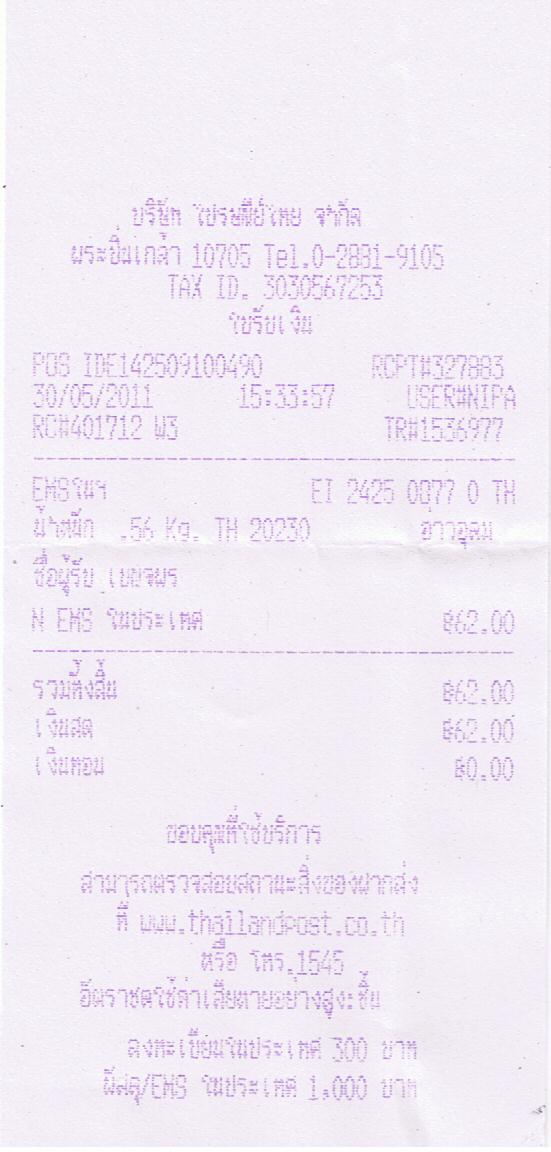 บริษัท ไปรษณีย์ไทย จำกัด
พระปิ่นเกล้า 10705 Tel.0-2881-9105
TAX ID. 3030567253
ใบรับเงิน
POS IDE142509100490 RCPT#327883
30/05/2011 15:33:57 USER#NIPA
RC#401712 W3 TR#1536977
EMSในฯ EI 2425 0077 0 TH
น้ำหนัก .56 Kg. TH 20230 อ่าวอุดม
ชื่อผู้รับ เบญจพร
N EMS ในประเทศ ฿62.00
รวมทั้งสิ้น ฿62.00
เงินสด ฿62.00
เงินทอน ฿0.00
ขอบคุณที่ใช้บริการ
สามารถตรวจสอบสถานะสิ่งของฝากส่ง
ที่ www.thailandpost.co.th
หรือ โทร.1545
อัตราชดใช้ค่าเสียหายอย่างสูง:ชิ้น
ลงทะเบียนในประเทศ 300 บาท
พัสดุ/EMS ในประเทศ 1,000 บาท